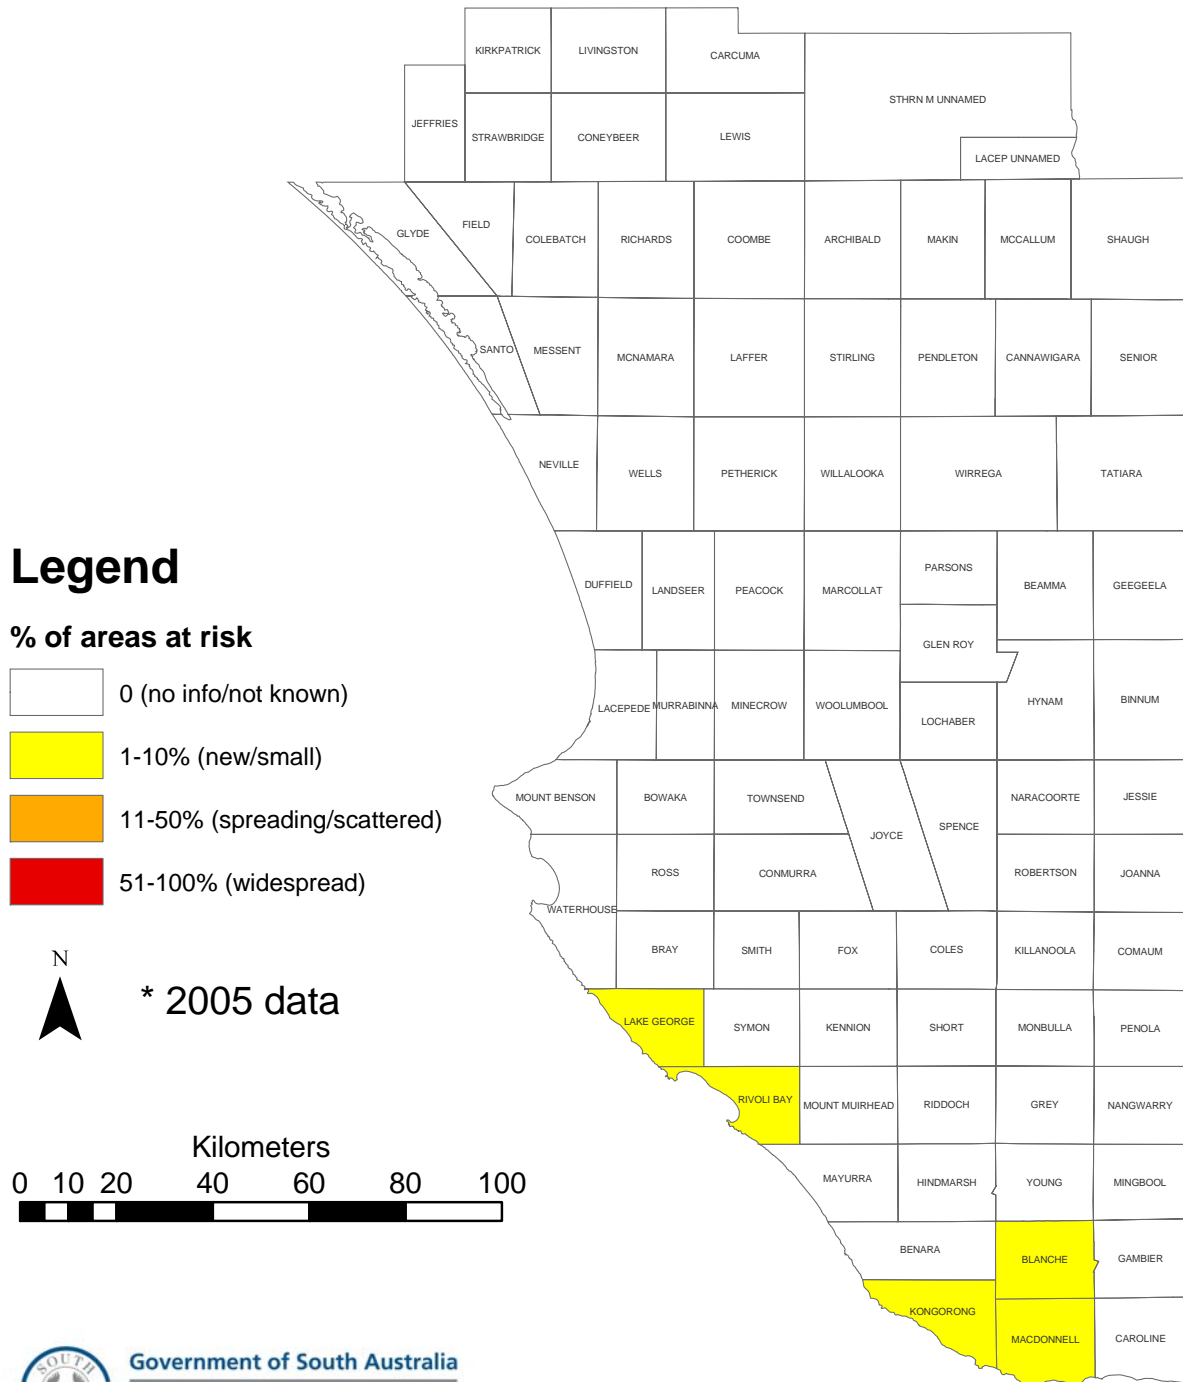 KIRKPATRICK LIVINGSTON CARCUMA
STHRN M UNNAMED
JEFFRIES STRAWBRIDGE CONEYBEER LEWIS
LACEP UNNAMED
GLYDE FIELD COLEBATCH RICHARDS COOMBE ARCHIBALD MAKIN MCCALLUM SHAUGH
SANTO MESSENT MCNAMARA LAFFER STIRLING PENDLETON CANNAWIGARA SENIOR
NEVILLE WELLS PETHERICK WILLALOOKA WIRREGA TATIARA
DUFFIELD LANDSEER PEACOCK MARCOLLAT PARSONS BEAMMA GEEGEELA
GLEN ROY
LACEPEDE MURRABINNA MINECROW WOOLUMBOOL LOCHABER HYNAM BINNUM
MOUNT BENSON BOWAKA TOWNSEND JOYCE SPENCE NARACOORTE JESSIE
ROSS CONMURRA ROBERTSON JOANNA
WATERHOUSE
BRAY SMITH FOX COLES KILLANOOLA COMAUM
LAKE GEORGE SYMON KENNION SHORT MONBULLA PENOLA
RIVOLI BAY MOUNT MUIRHEAD RIDDOCH GREY NANGWARRY
MAYURRA HINDMARSH YOUNG MINGBOOL
BENARA BLANCHE GAMBIER
KONGORONG MACDONNELL CAROLINE
Legend
% of areas at risk
0 (no info/not known)
1-10% (new/small)
11-50% (spreading/scattered)
51-100% (widespread)
N
* 2005 data
Kilometers
0 10 20 40 60 80 100
SOUTH
Government of South Australia